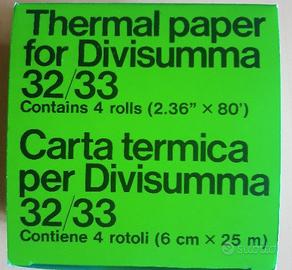 Thermal paper
for Divisumma
32/33
Contains 4 rolls (2.36" × 80')
Carta termica
per Divisumma
32/33
Contiene 4 rotoli (6 cm × 25 m)
subito